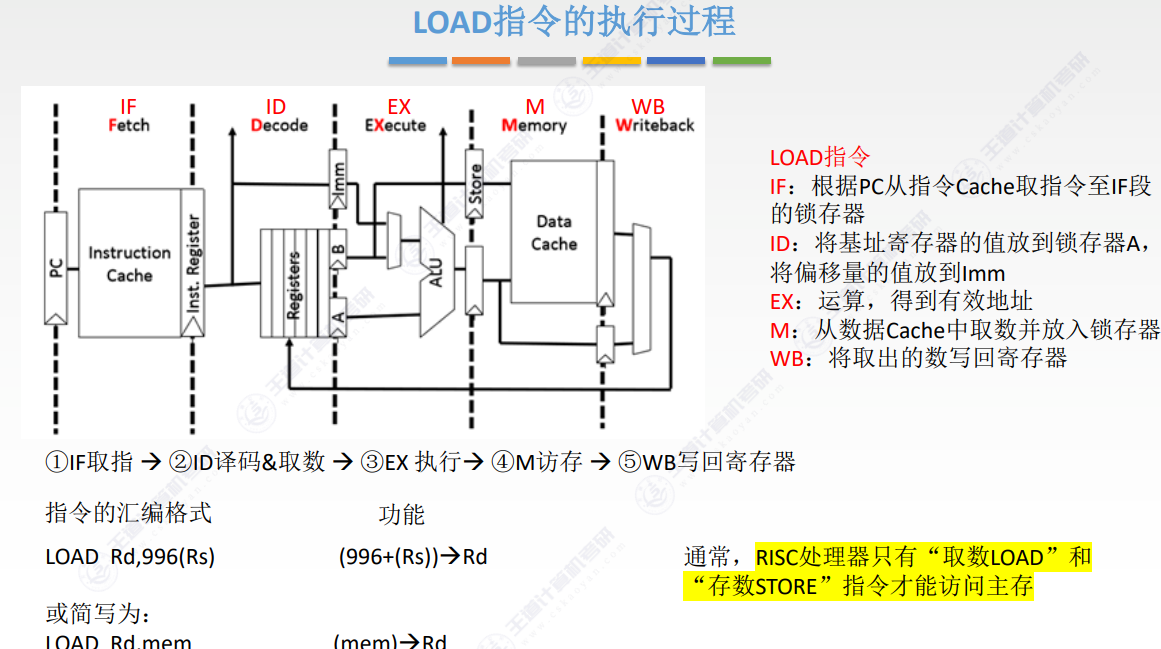 LOAD指令的执行过程
IF
ID
EX
M
WB
Fetch
Decode
EXecute
Memory
Writeback
PC
Instruction
Cache
Inst. Register
Registers
Imm
B
A
ALU
Store
Data
Cache
LOAD指令
IF：根据PC从指令Cache取指令至IF段
的锁存器
ID：将基址寄存器的值放到锁存器A，
将偏移量的值放到Imm
EX：运算，得到有效地址
M：从数据Cache中取数并放入锁存器
WB：将取出的数写回寄存器
①IF取指 → ②ID译码&取数 → ③EX 执行→ ④M访存 → ⑤WB写回寄存器
指令的汇编格式 功能
LOAD Rd,996(Rs) (996+(Rs))→Rd
通常，RISC处理器只有“取数LOAD”和
“存数STORE”指令才能访问主存
或简写为：
LOAD Rd,mem (mem)→Rd
王道计算机考研